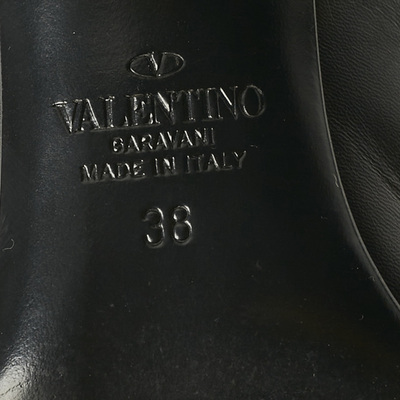 V
VALENTINO
GARAVANI
MADE IN ITALY
38